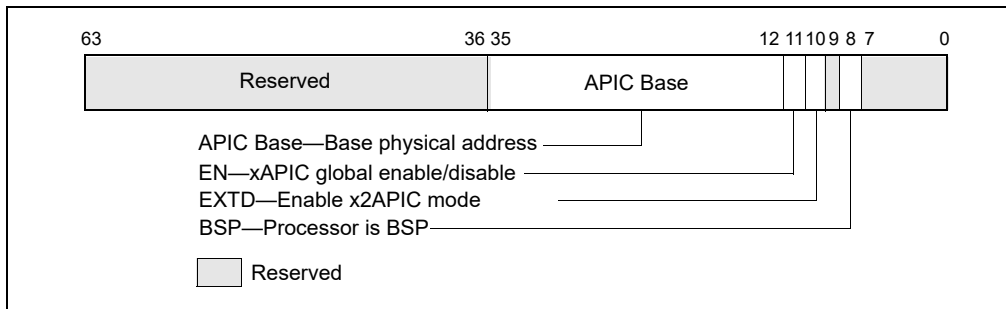 63 36 35 12 11 10 9 8 7 0
Reserved APIC Base
APIC Base—Base physical address
EN—xAPIC global enable/disable
EXTD—Enable x2APIC mode
BSP—Processor is BSP
Reserved